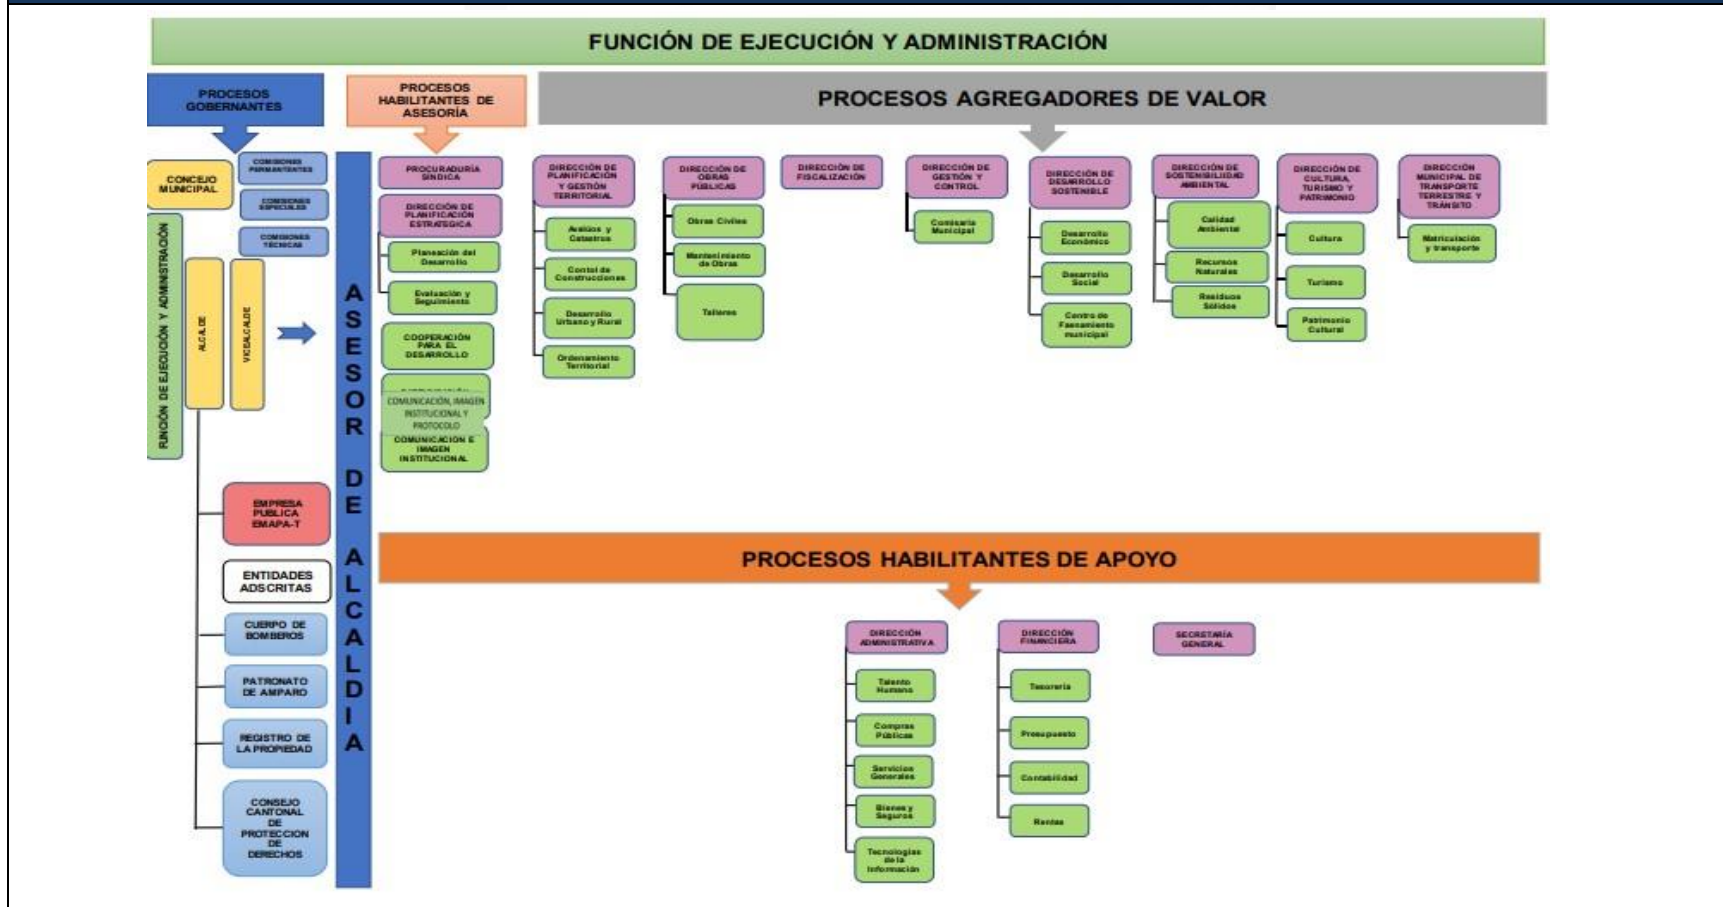 FUNCIÓN DE EJECUCIÓN Y ADMINISTRACIÓN
PROCESOS
GOBERNANTES
PROCESOS
HABILITANTES DE
ASESORÍA
PROCESOS AGREGADORES DE VALOR
CONCEJO
MUNICIPAL
COMISIONES
PERMANTENTES
COMISIONES
ESPECIALES
COMISIONES
TÉCNICAS
FUNCIÓN DE EJECUCIÓN Y ADMINISTRACIÓN
ALCALDE
VICEALCALDE
ASESOR DE ALCALDIA
EMPRESA
PUBLICA
EMAPA-T
ENTIDADES
ADSCRITAS
CUERPO DE
BOMBEROS
PATRONATO
DE AMPARO
REGISTRO DE
LA PROPIEDAD
CONSEJO
CANTONAL
DE
PROTECCION
DE
DERECHOS
PROCURADURÍA
SÍNDICA
DIRECCIÓN DE
PLANIFICACIÓN
ESTRATÉGICA
Planeación del
Desarrollo
Evaluación y
Seguimiento
COOPERACIÓN
PARA EL
DESARROLLO
COMUNICACIÓN, IMAGEN
INSTITUCIONAL Y
PROTOCOLO
COMUNICACION E
IMAGEN
INSTITUCIONAL
DIRECCIÓN DE
PLANIFICACIÓN
Y GESTIÓN
TERRITORIAL
Avalúos y
Catastros
Contol de
Construcciones
Desarrollo
Urbano y Rural
Ordenamiento
Territorial
DIRECCIÓN DE
OBRAS
PÚBLICAS
Obras Civiles
Mantenimiento
de Obras
Talleres
DIRECCIÓN DE
FISCALIZACIÓN
DIRECCIÓN DE
GESTIÓN Y
CONTROL
Comisaría
Municipal
DIRECCIÓN DE
DESARROLLO
SOSTENIBLE
Desarrollo
Económico
Desarrollo
Social
Centro de
Faenamiento
municipal
DIRECCIÓN DE
SOSTENIBILIDAD
AMBIENTAL
Calidad
Ambiental
Recursos
Naturales
Residuos
Sólidos
DIRECCIÓN DE
CULTURA,
TURISMO Y
PATRIMONIO
Cultura
Turismo
Patrimonio
Cultural
DIRECCIÓN
MUNICIPAL DE
TRANSPORTE
TERRESTRE Y
TRÁNSITO
Matriculación
y transporte
PROCESOS HABILITANTES DE APOYO
DIRECCIÓN
ADMINISTRATIVA
Talento
Humano
Compras
Públicas
Servicios
Generales
Bienes y
Seguros
Tecnologías
de la
Información
DIRECCIÓN
FINANCIERA
Tesorería
Presupuesto
Contabilidad
Rentas
SECRETARÍA
GENERAL